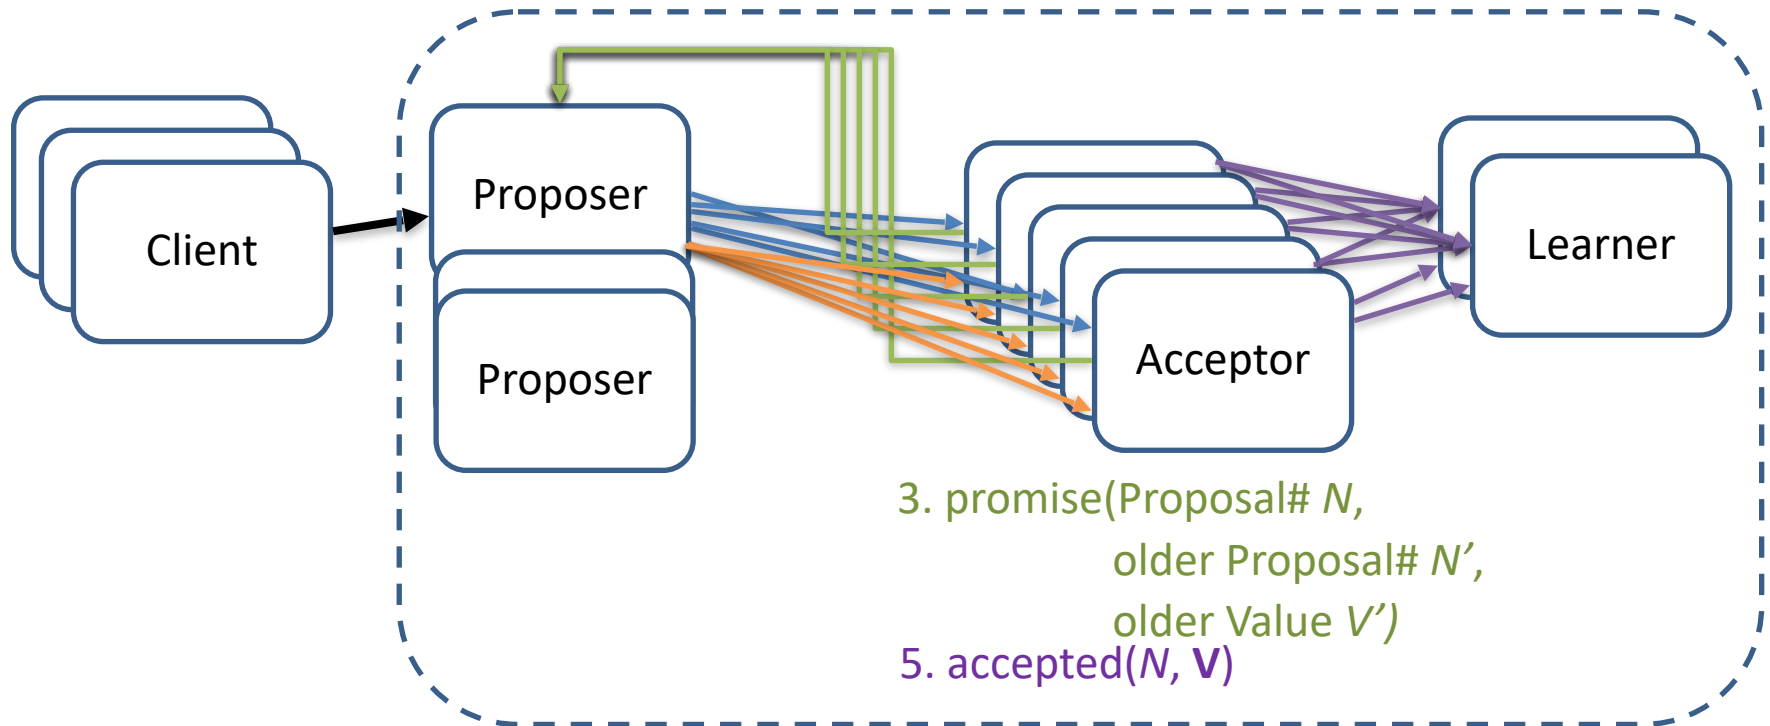 Client
Proposer
Proposer
Acceptor
Learner
3. promise(Proposal# N,
older Proposal# N’,
older Value V’)
5. accepted(N, V)